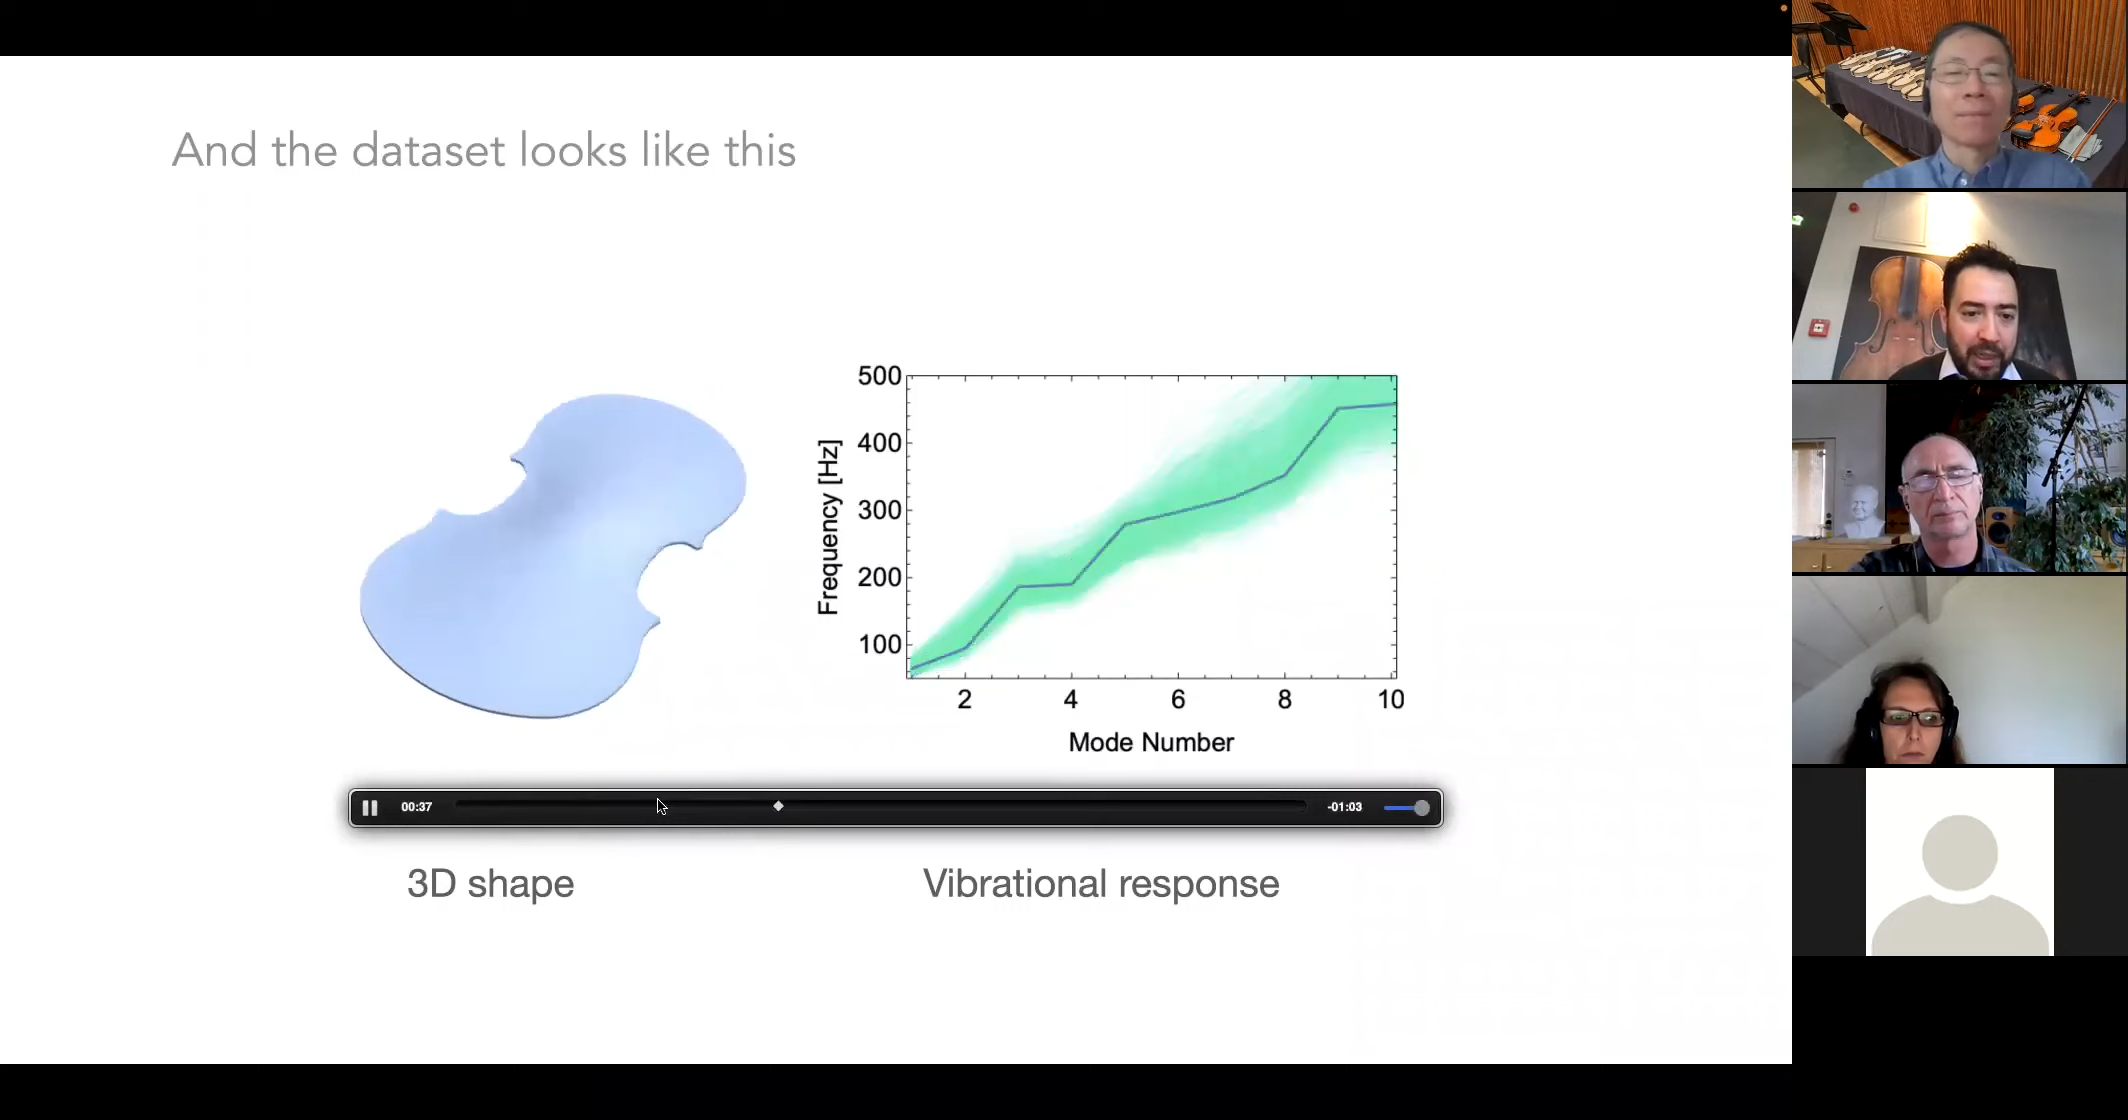 And the dataset looks like this
500
400
300
200
100
Frequency [Hz]
2 4 6 8 10
Mode Number
00:37
-01:03
3D shape
Vibrational response